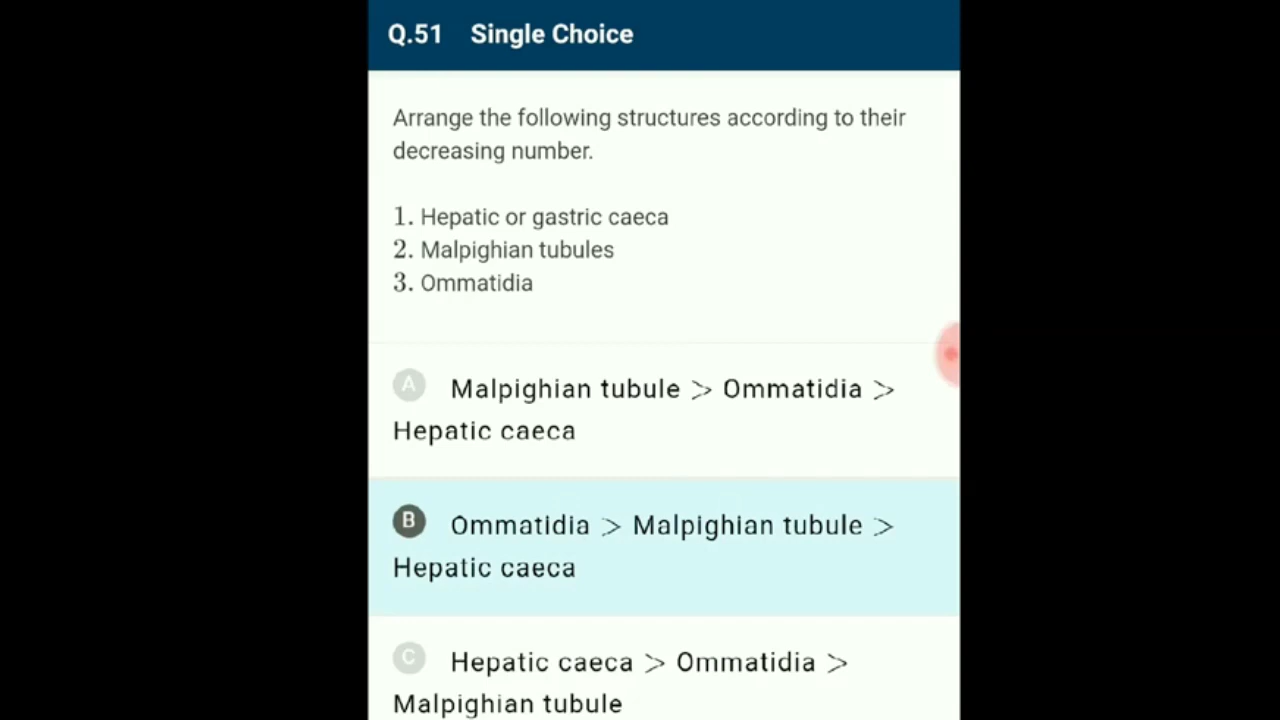 Q.51 Single Choice
Arrange the following structures according to their
decreasing number.
1. Hepatic or gastric caeca
2. Malpighian tubules
3. Ommatidia
A Malpighian tubule > Ommatidia >
Hepatic caeca
B Ommatidia > Malpighian tubule >
Hepatic caeca
C Hepatic caeca > Ommatidia >
Malpighian tubule